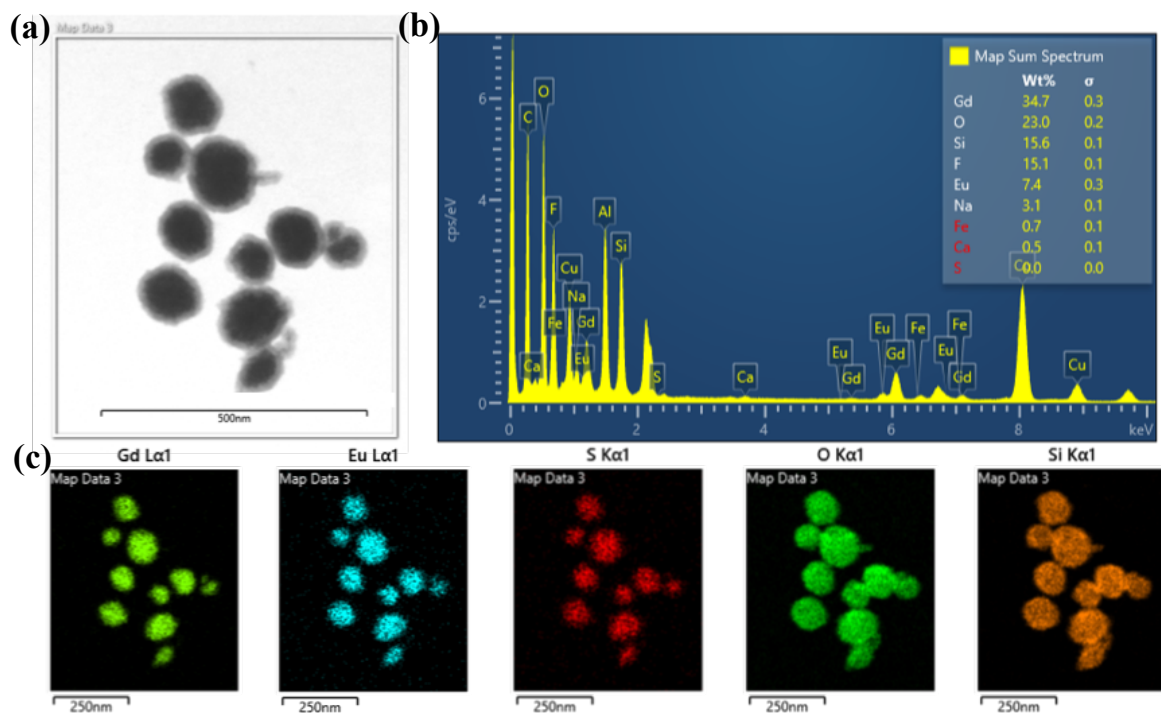 (a)
Map Data 3
500nm
(b)
Map Sum Spectrum
Wt% σ
Gd 34.7 0.3
O 23.0 0.2
Si 15.6 0.1
F 15.1 0.1
Eu 7.4 0.3
Na 3.1 0.1
Fe 0.7 0.1
Ca 0.5 0.1
S 0.0 0.0
cps/eV
6
4
2
0
C
O
F
Al
Si
Cu
Na
Fe
Gd
Ca
Eu
S
Ca
Eu
Gd
Eu
Gd
Fe
Eu
Fe
Gd
Cu
0 2 4 6 8 keV
(c)
Gd Lα1 Eu Lα1 S Kα1 O Kα1 Si Kα1
Map Data 3 Map Data 3 Map Data 3 Map Data 3 Map Data 3
250nm 250nm 250nm 250nm 250nm